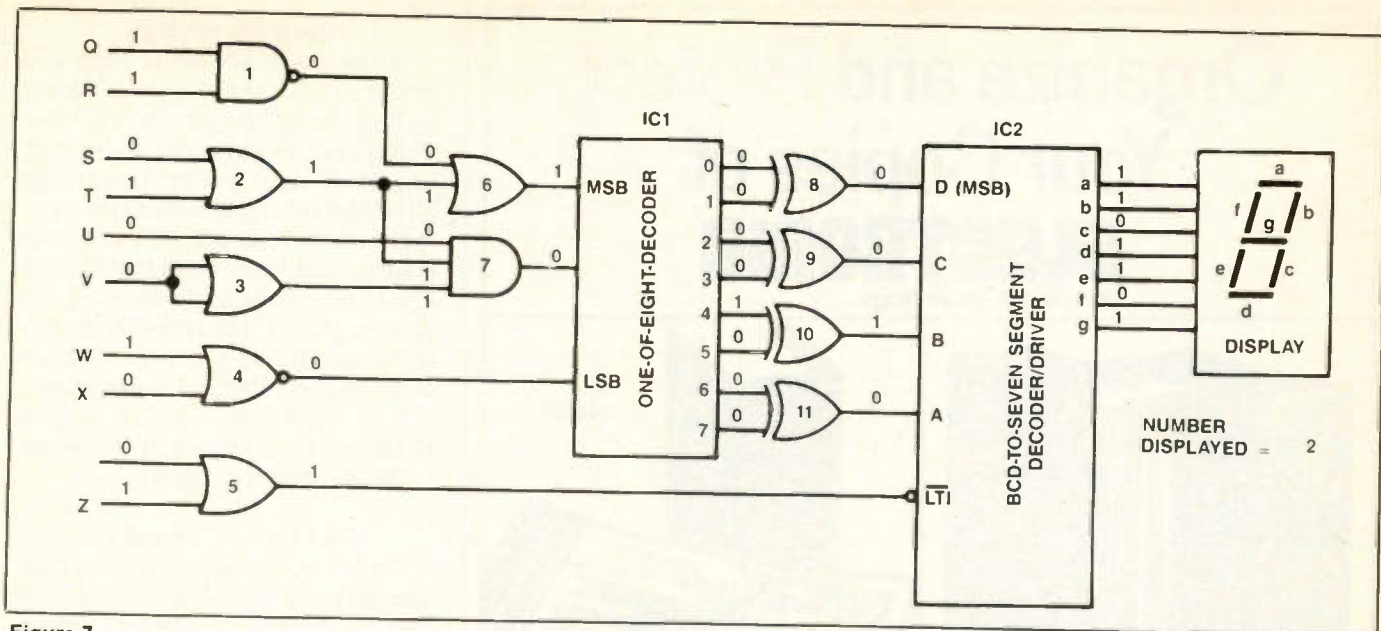 Q 1
R 1
1
0
S 0
T 1
2
1
U 0
V 0
3
W 1
X 0
4
0
0
Z 1
5
1
0
1
6
1
0
1
1
7
0
IC1
MSB
LSB
ONE-OF-EIGHT-DECODER
0 0
1 0
2 0
3 0
4 1
5 0
6 0
7 0
8
0
9
0
10
1
11
0
IC2
D (MSB)
C
B
A
LTI
BCD-TO-SEVEN SEGMENT
DECODER/DRIVER
a 1
b 1
c 0
d 1
e 1
f 0
g 1
a
f
g
b
e
c
d
DISPLAY
NUMBER
DISPLAYED = 2
Figure 7